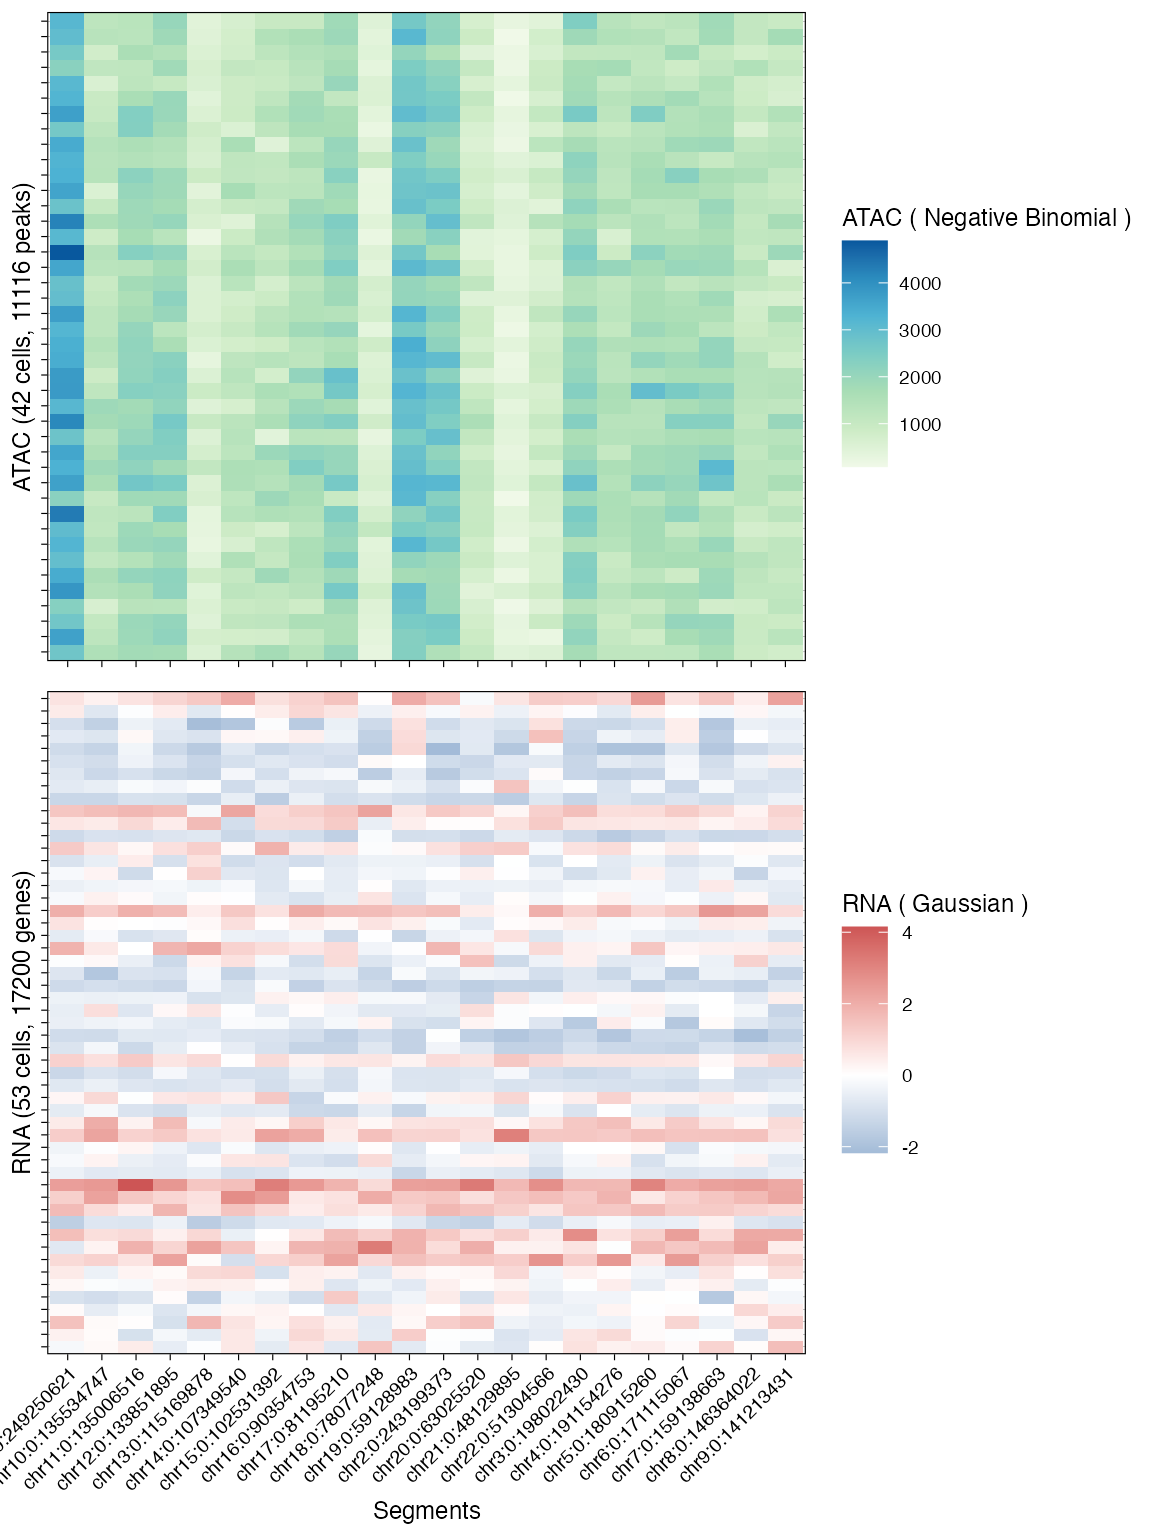 ATAC (42 cells, 11116 peaks)
ATAC ( Negative Binomial )
4000
3000
2000
1000
RNA (53 cells, 17200 genes)
RNA ( Gaussian )
4
2
0
-2
:249250621
hr10:0:135534747
chr11:0:135006516
chr12:0:133851895
chr13:0:115169878
chr14:0:107349540
chr15:0:102531392
chr16:0:90354753
chr17:0:81195210
chr18:0:78077248
chr19:0:59128983
chr2:0:243199373
chr20:0:63025520
chr21:0:48129895
chr22:0:51304566
chr3:0:198022430
chr4:0:191154276
chr5:0:180915260
chr6:0:171115067
chr7:0:159138663
chr8:0:146364022
chr9:0:141213431
Segments